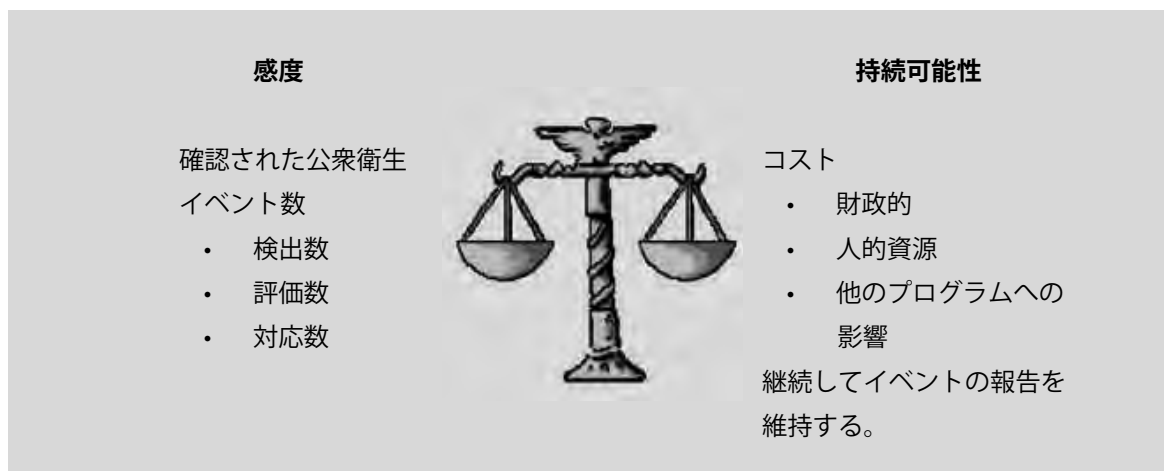 感度
確認された公衆衛生
イベント数
• 検出数
• 評価数
• 対応数
持続可能性
コスト
• 財政的
• 人的資源
• 他のプログラムへの
影響
継続してイベントの報告を
維持する。